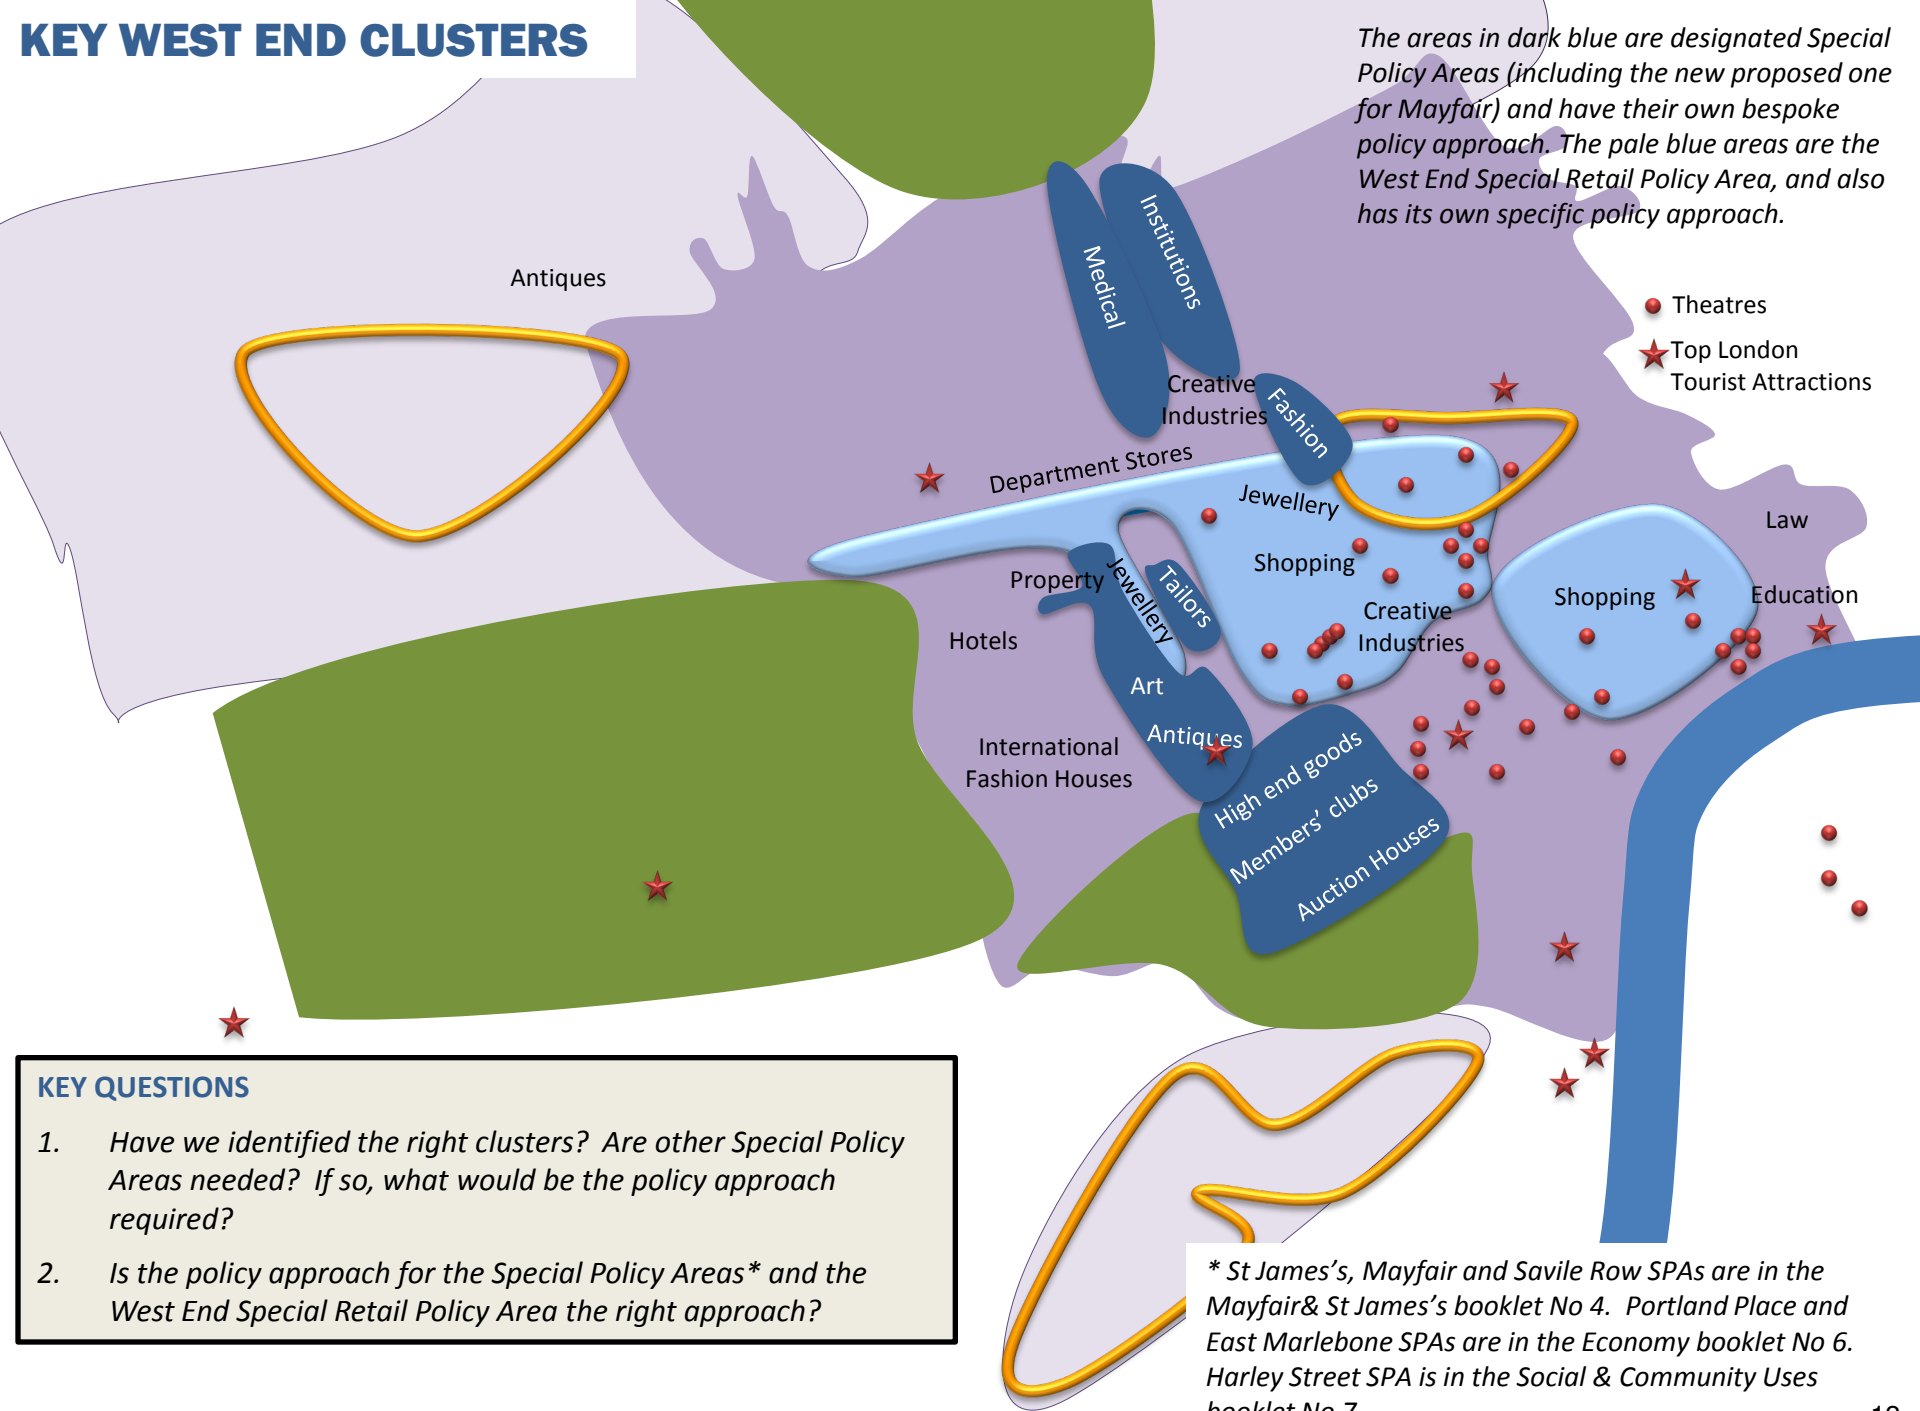 KEY WEST END CLUSTERS
The areas in dark blue are designated Special
Policy Areas (including the new proposed one
for Mayfair) and have their own bespoke
policy approach. The pale blue areas are the
West End Special Retail Policy Area, and also
has its own specific policy approach.
Theatres
Top London
Tourist Attractions
Antiques
Institutions
Medical
Creative
Industries
Fashion
Department Stores
Jewellery
Law
Shopping
Property
Jewellery
Tailors
Shopping
Education
Creative
Industries
Hotels
Art
Antiques
International
Fashion Houses
High end goods
Members' clubs
Auction Houses
KEY QUESTIONS
1. Have we identified the right clusters? Are other Special Policy
Areas needed? If so, what would be the policy approach
required?
2. Is the policy approach for the Special Policy Areas* and the
West End Special Retail Policy Area the right approach?
* St James's, Mayfair and Savile Row SPAs are in the
Mayfair& St James's booklet No 4. Portland Place and
East Marlebone SPAs are in the Economy booklet No 6.
Harley Street SPA is in the Social & Community Uses
booklet No 7